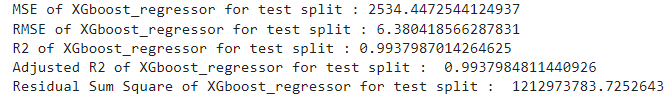 MSE of XGboost_regressor for test split : 2534.4472544124937
RMSE of XGboost_regressor for test split : 6.380418566287831
R2 of XGboost_regressor for test split : 0.9937987014264625
Adjusted R2 of XGboost_regressor for test split :  0.9937984811440926
Residual Sum Square of XGboost_regressor for test split :  1212973783.7252643